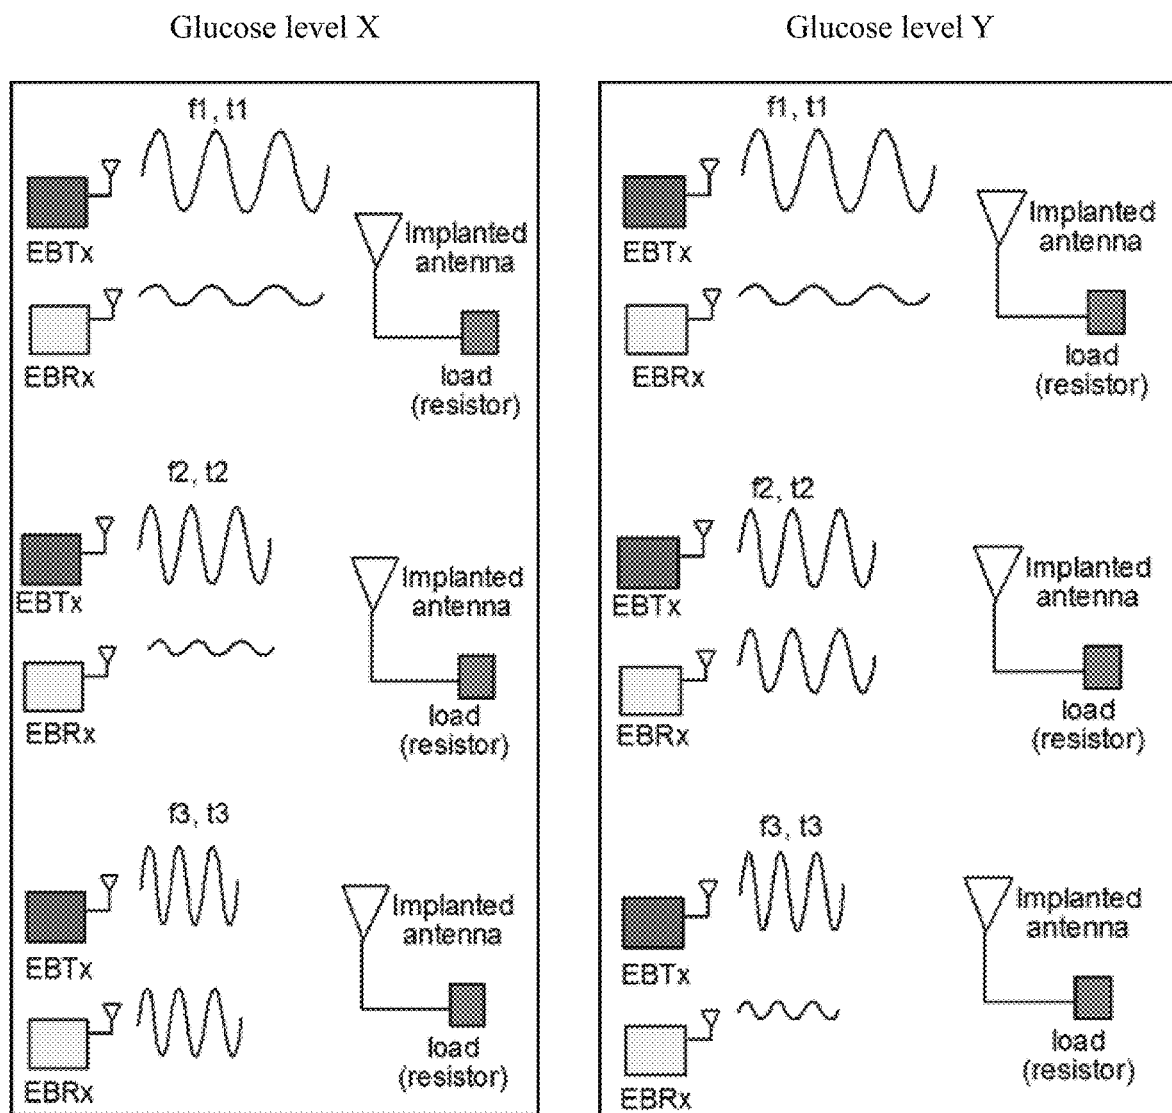 Glucose level X
f1, t1
EBTx
Implanted
antenna
EBRx
load
(resistor)
f2, t2
EBTx
Implanted
antenna
EBRx
load
(resistor)
f3, t3
EBTx
Implanted
antenna
EBRx
load
(resistor)
Glucose level Y
f1, t1
EBTx
Implanted
antenna
EBRx
load
(resistor)
f2, t2
EBTx
Implanted
antenna
EBRx
load
(resistor)
f3, t3
EBTx
Implanted
antenna
EBRx
load
(resistor)